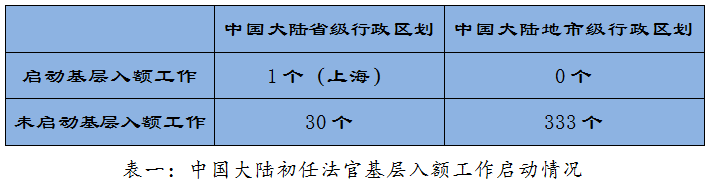 中国大陆省级行政区划 中国大陆地市级行政区划
启动基层入额工作 1个（上海） 0个
未启动基层入额工作 30个 333个
表一：中国大陆初任法官基层入额工作启动情况